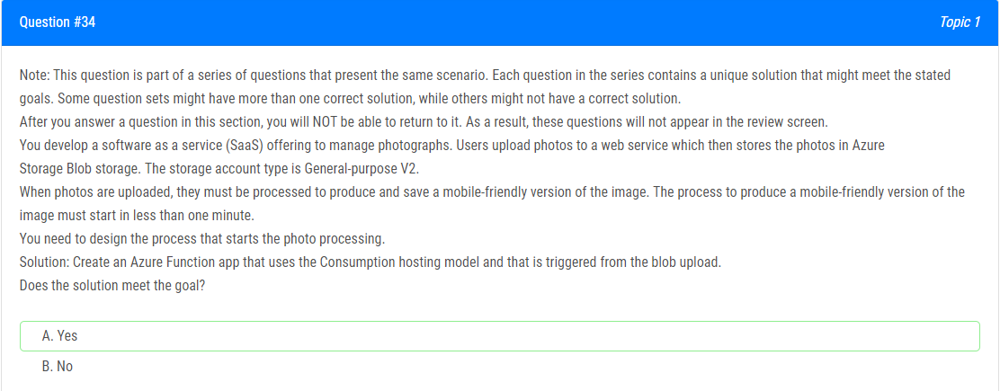 Question #34
Topic 1
Note: This question is part of a series of questions that present the same scenario. Each question in the series contains a unique solution that might meet the stated
goals. Some question sets might have more than one correct solution, while others might not have a correct solution.
After you answer a question in this section, you will NOT be able to return to it. As a result, these questions will not appear in the review screen.
You develop a software as a service (SaaS) offering to manage photographs. Users upload photos to a web service which then stores the photos in Azure
Storage Blob storage. The storage account type is General-purpose V2.
When photos are uploaded, they must be processed to produce and save a mobile-friendly version of the image. The process to produce a mobile-friendly version of the
image must start in less than one minute.
You need to design the process that starts the photo processing.
Solution: Create an Azure Function app that uses the Consumption hosting model and that is triggered from the blob upload.
Does the solution meet the goal?
A. Yes
B. No